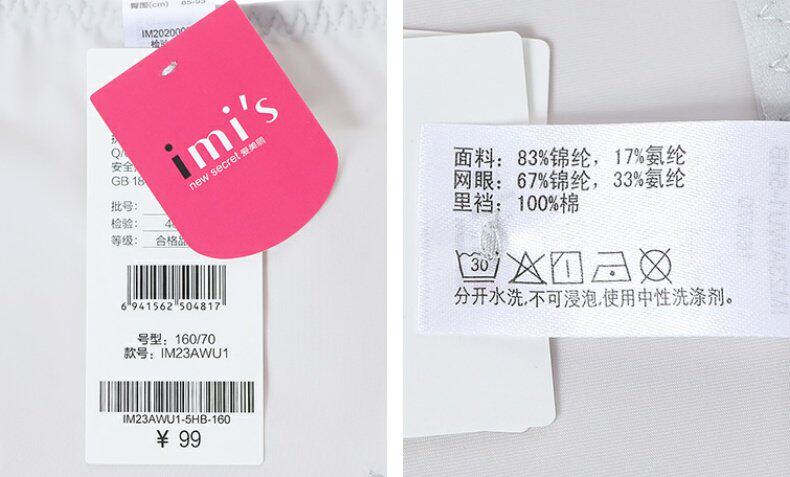 臀围(cm) 85-95
IM202000
检验
imi's
new secret 爱美丽
Q/
安全
GB 18
批号:
检验:
等级: 合格品
6 941562 504817
号型: 160/70
款号: IM23AWU1
IM23AWU1-5HB-160
¥ 99
面料: 83%锦纶, 17%氨纶
网眼: 67%锦纶, 33%氨纶
里裆: 100%棉
30
分开水洗,不可浸泡,使用中性洗涤剂。